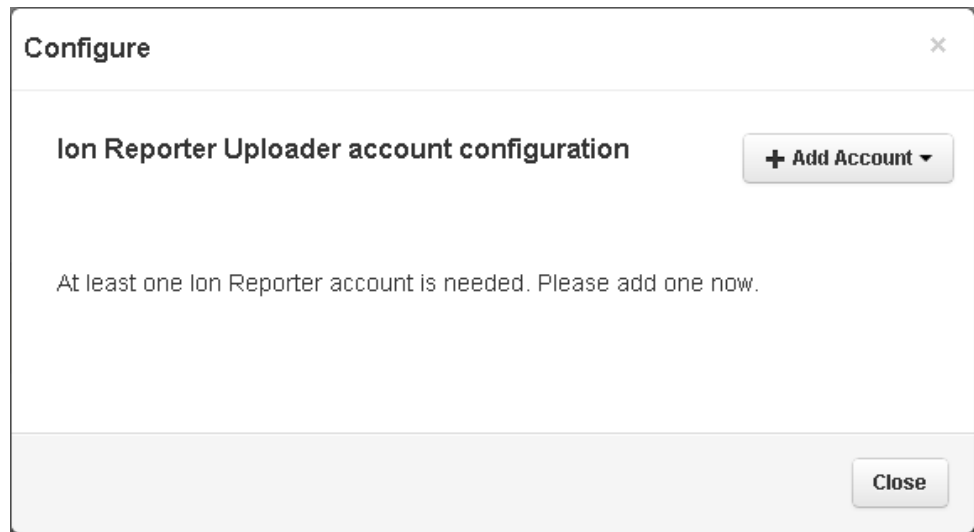 Configure
×
Ion Reporter Uploader account configuration
+ Add Account
At least one Ion Reporter account is needed. Please add one now.
Close